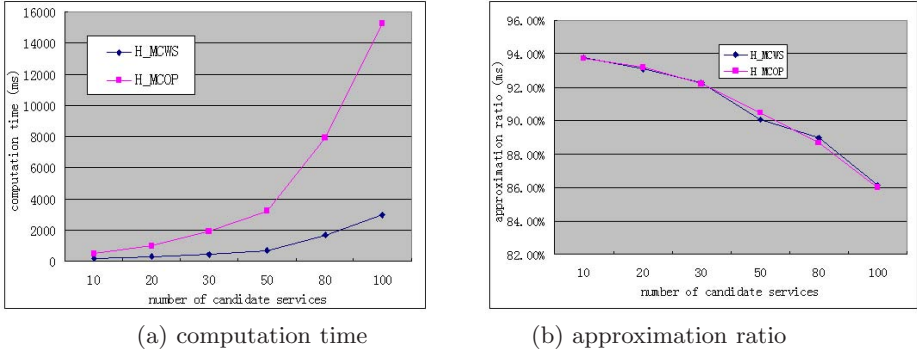 16000
14000
12000
10000
8000
6000
4000
2000
0
computation time (ms)
H_MCWS
H_MCOP
10 20 30 50 80 100
number of candidate services
(a) computation time
96.00%
94.00%
92.00%
90.00%
88.00%
86.00%
84.00%
82.00%
approximation ratio (ms)
H_MCWS
H_MCOP
10 20 30 50 80 100
number of candidate services
(b) approximation ratio